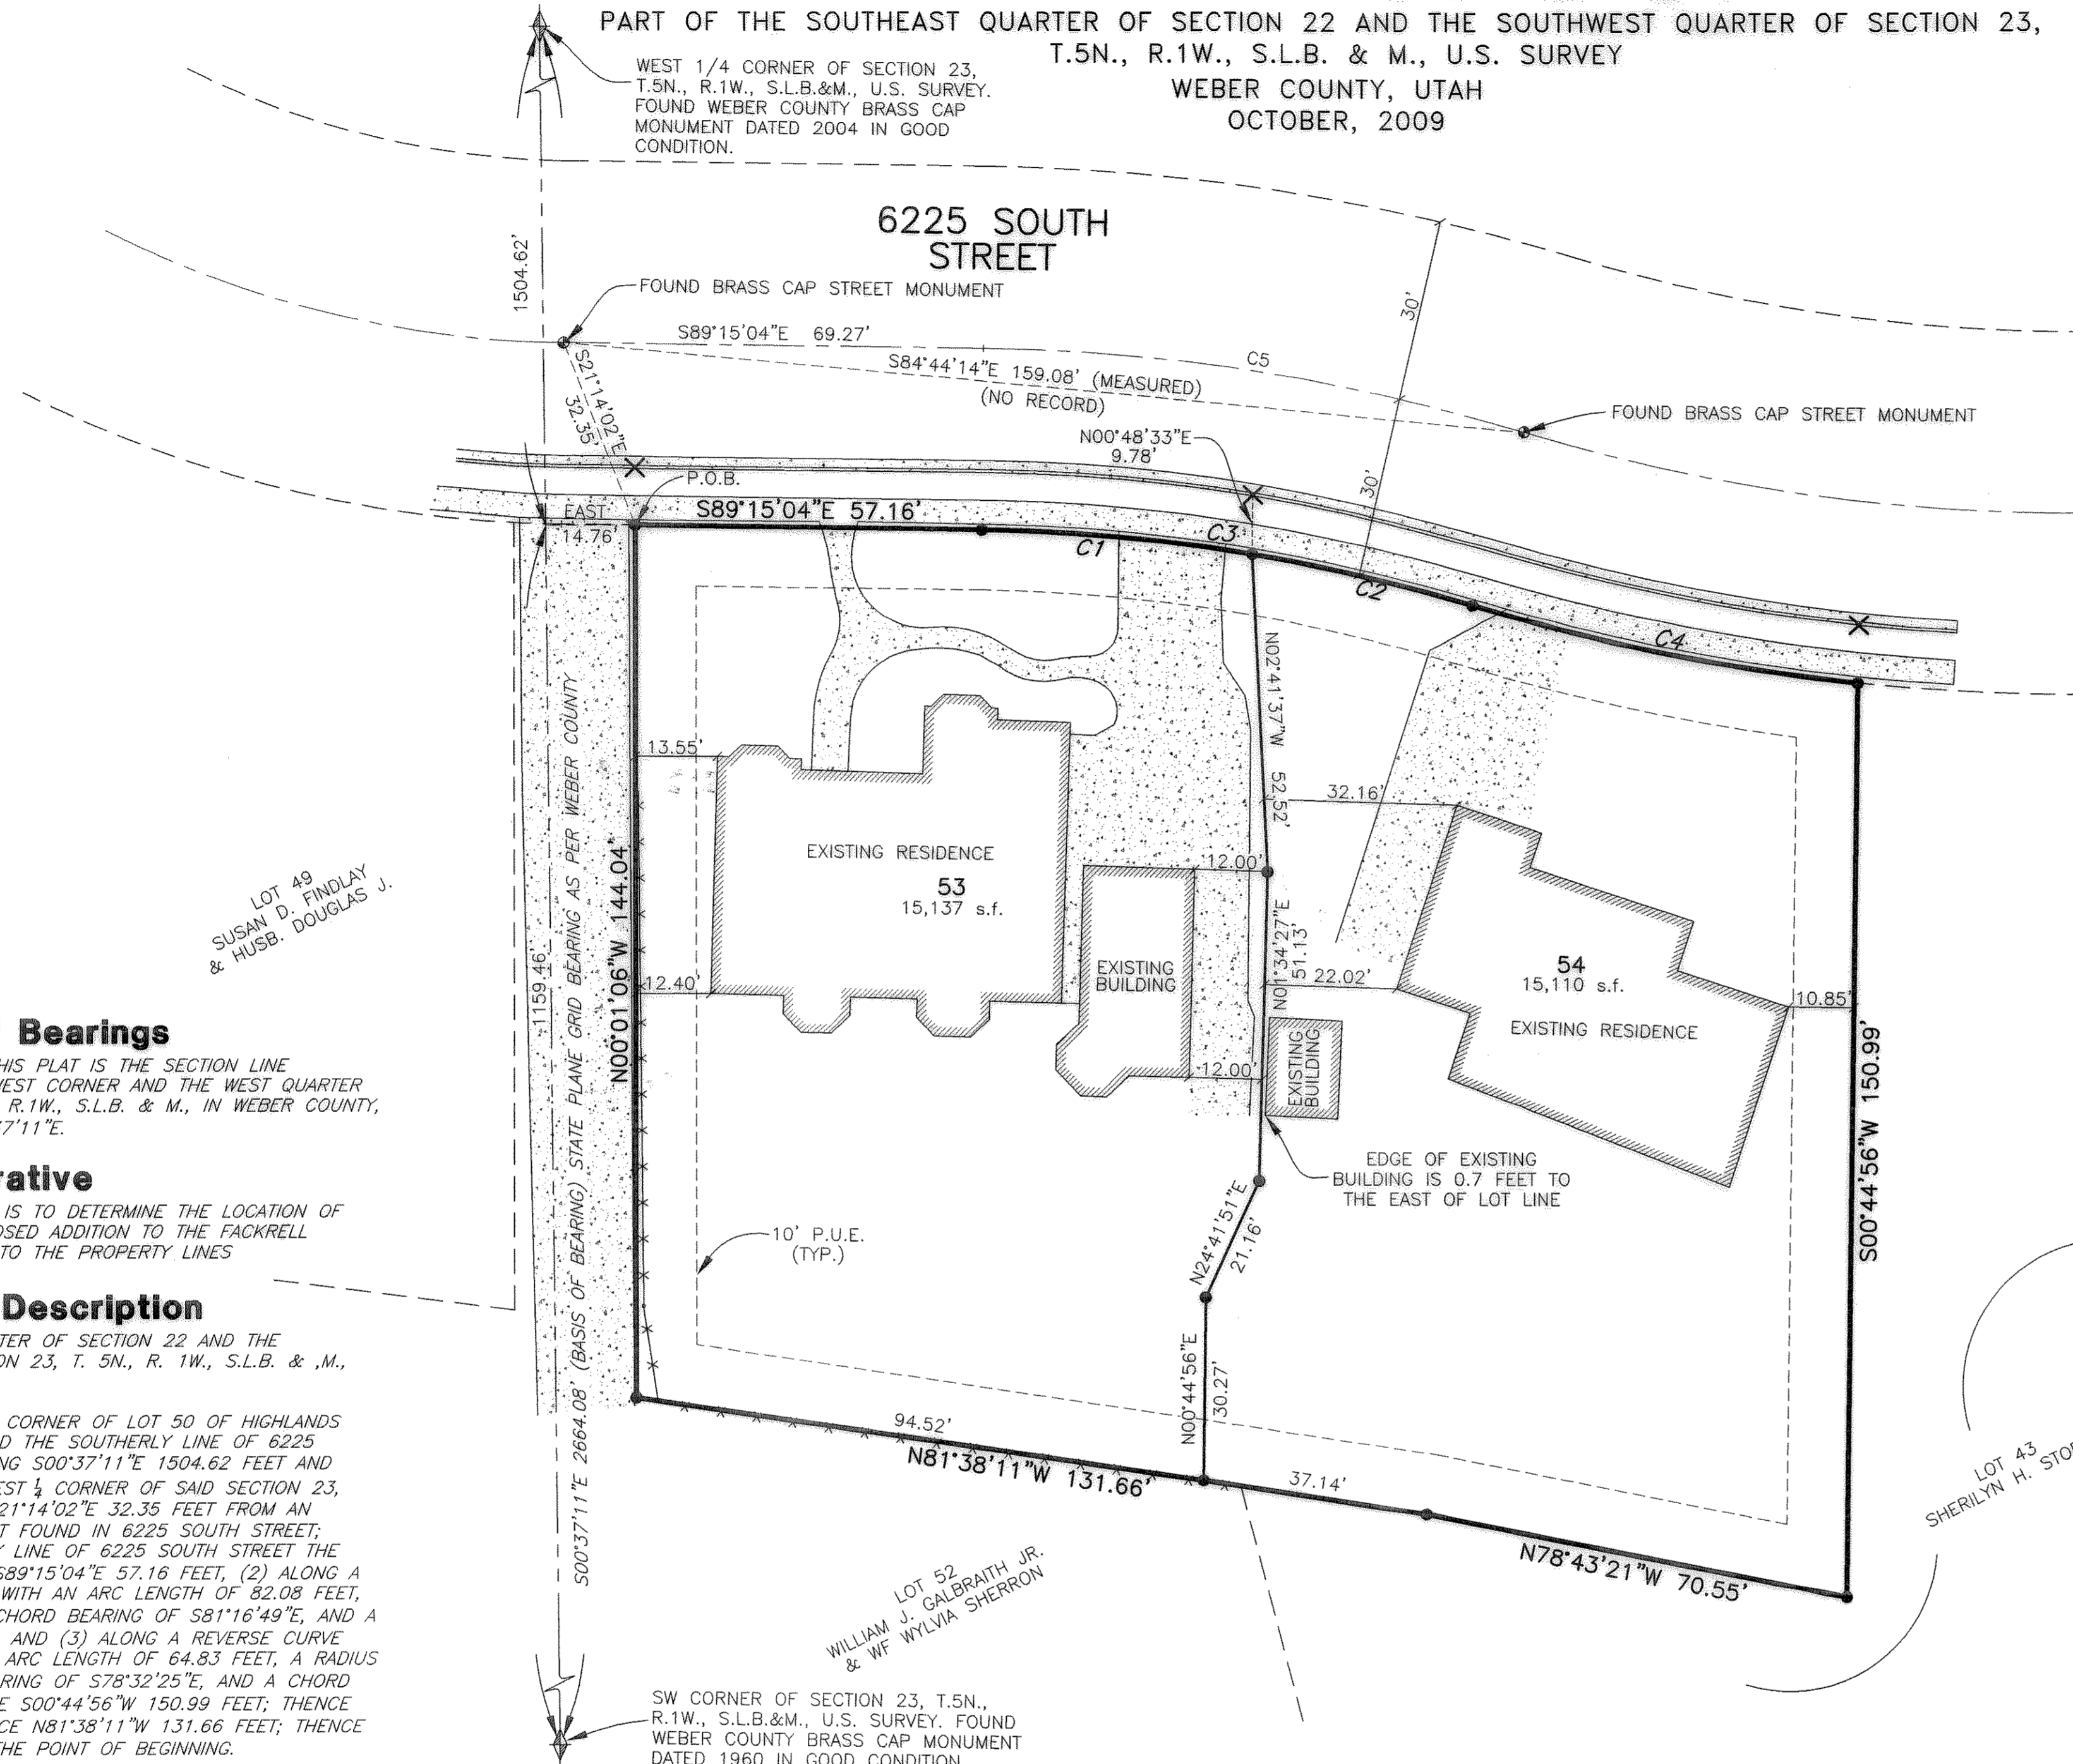 PART OF THE SOUTHEAST QUARTER OF SECTION 22 AND THE SOUTHWEST QUARTER OF SECTION 23,
T.5N., R.1W., S.L.B. & M., U.S. SURVEY
WEBER COUNTY, UTAH
OCTOBER, 2009
WEST 1/4 CORNER OF SECTION 23,
T.5N., R.1W., S.L.B.&M., U.S. SURVEY.
FOUND WEBER COUNTY BRASS CAP
MONUMENT DATED 2004 IN GOOD
CONDITION.
6225 SOUTH
STREET
1504.62'
FOUND BRASS CAP STREET MONUMENT
S89°15'04"E 69.27'
C5
S84°44'14"E 159.08' (MEASURED)
(NO RECORD)
30'
FOUND BRASS CAP STREET MONUMENT
S21°14'02"E
32.35'
N00°48'33"E
9.78'
30'
P.O.B.
EAST
14.76'
S89°15'04"E 57.16'
C1
C3
C2
C4
N02°41'37"W 52.52'
13.55'
32.16'
EXISTING RESIDENCE
53
15,137 s.f.
12.00'
N00°01'06"W 144.04'
LOT 49
SUSAN D. FINDLAY
& HUSB. DOUGLAS J.
1159.46'
12.40'
EXISTING
BUILDING
N01°34'27"E
51.13'
22.02'
54
15,110 s.f.
EXISTING RESIDENCE
10.85'
12.00'
EXISTING
BUILDING
S00°44'56"W 150.99'
EDGE OF EXISTING
BUILDING IS 0.7 FEET TO
THE EAST OF LOT LINE
10' P.U.E.
(TYP.)
N24°41'51"E
21.16'
N00°44'56"E
30.27'
94.52'
N81°38'11"W 131.66'
37.14'
N78°43'21"W 70.55'
S00°37'11"E 2664.08' (BASIS OF BEARING) STATE PLANE GRID BEARING AS PER WEBER COUNTY
LOT 52
WILLIAM J. GALBRAITH JR.
& WF WYLVIA SHERRON
LOT 43
SHERILYN H. STO
SW CORNER OF SECTION 23, T.5N.,
R.1W., S.L.B.&M., U.S. SURVEY. FOUND
WEBER COUNTY BRASS CAP MONUMENT
DATED 1960 IN GOOD CONDITION
Bearings
HIS PLAT IS THE SECTION LINE
EST CORNER AND THE WEST QUARTER
R.1W., S.L.B. & M., IN WEBER COUNTY,
7'11"E.
rative
IS TO DETERMINE THE LOCATION OF
OSED ADDITION TO THE FACKRELL
TO THE PROPERTY LINES
Description
TER OF SECTION 22 AND THE
ON 23, T. 5N., R. 1W., S.L.B. & ,M.,
CORNER OF LOT 50 OF HIGHLANDS
D THE SOUTHERLY LINE OF 6225
NG S00°37'11"E 1504.62 FEET AND
EST ¼ CORNER OF SAID SECTION 23,
21°14'02"E 32.35 FEET FROM AN
T FOUND IN 6225 SOUTH STREET;
Y LINE OF 6225 SOUTH STREET THE
S89°15'04"E 57.16 FEET, (2) ALONG A
WITH AN ARC LENGTH OF 82.08 FEET,
CHORD BEARING OF S81°16'49"E, AND A
AND (3) ALONG A REVERSE CURVE
ARC LENGTH OF 64.83 FEET, A RADIUS
RING OF S78°32'25"E, AND A CHORD
E S00°44'56"W 150.99 FEET; THENCE
CE N81°38'11"W 131.66 FEET; THENCE
THE POINT OF BEGINNING.